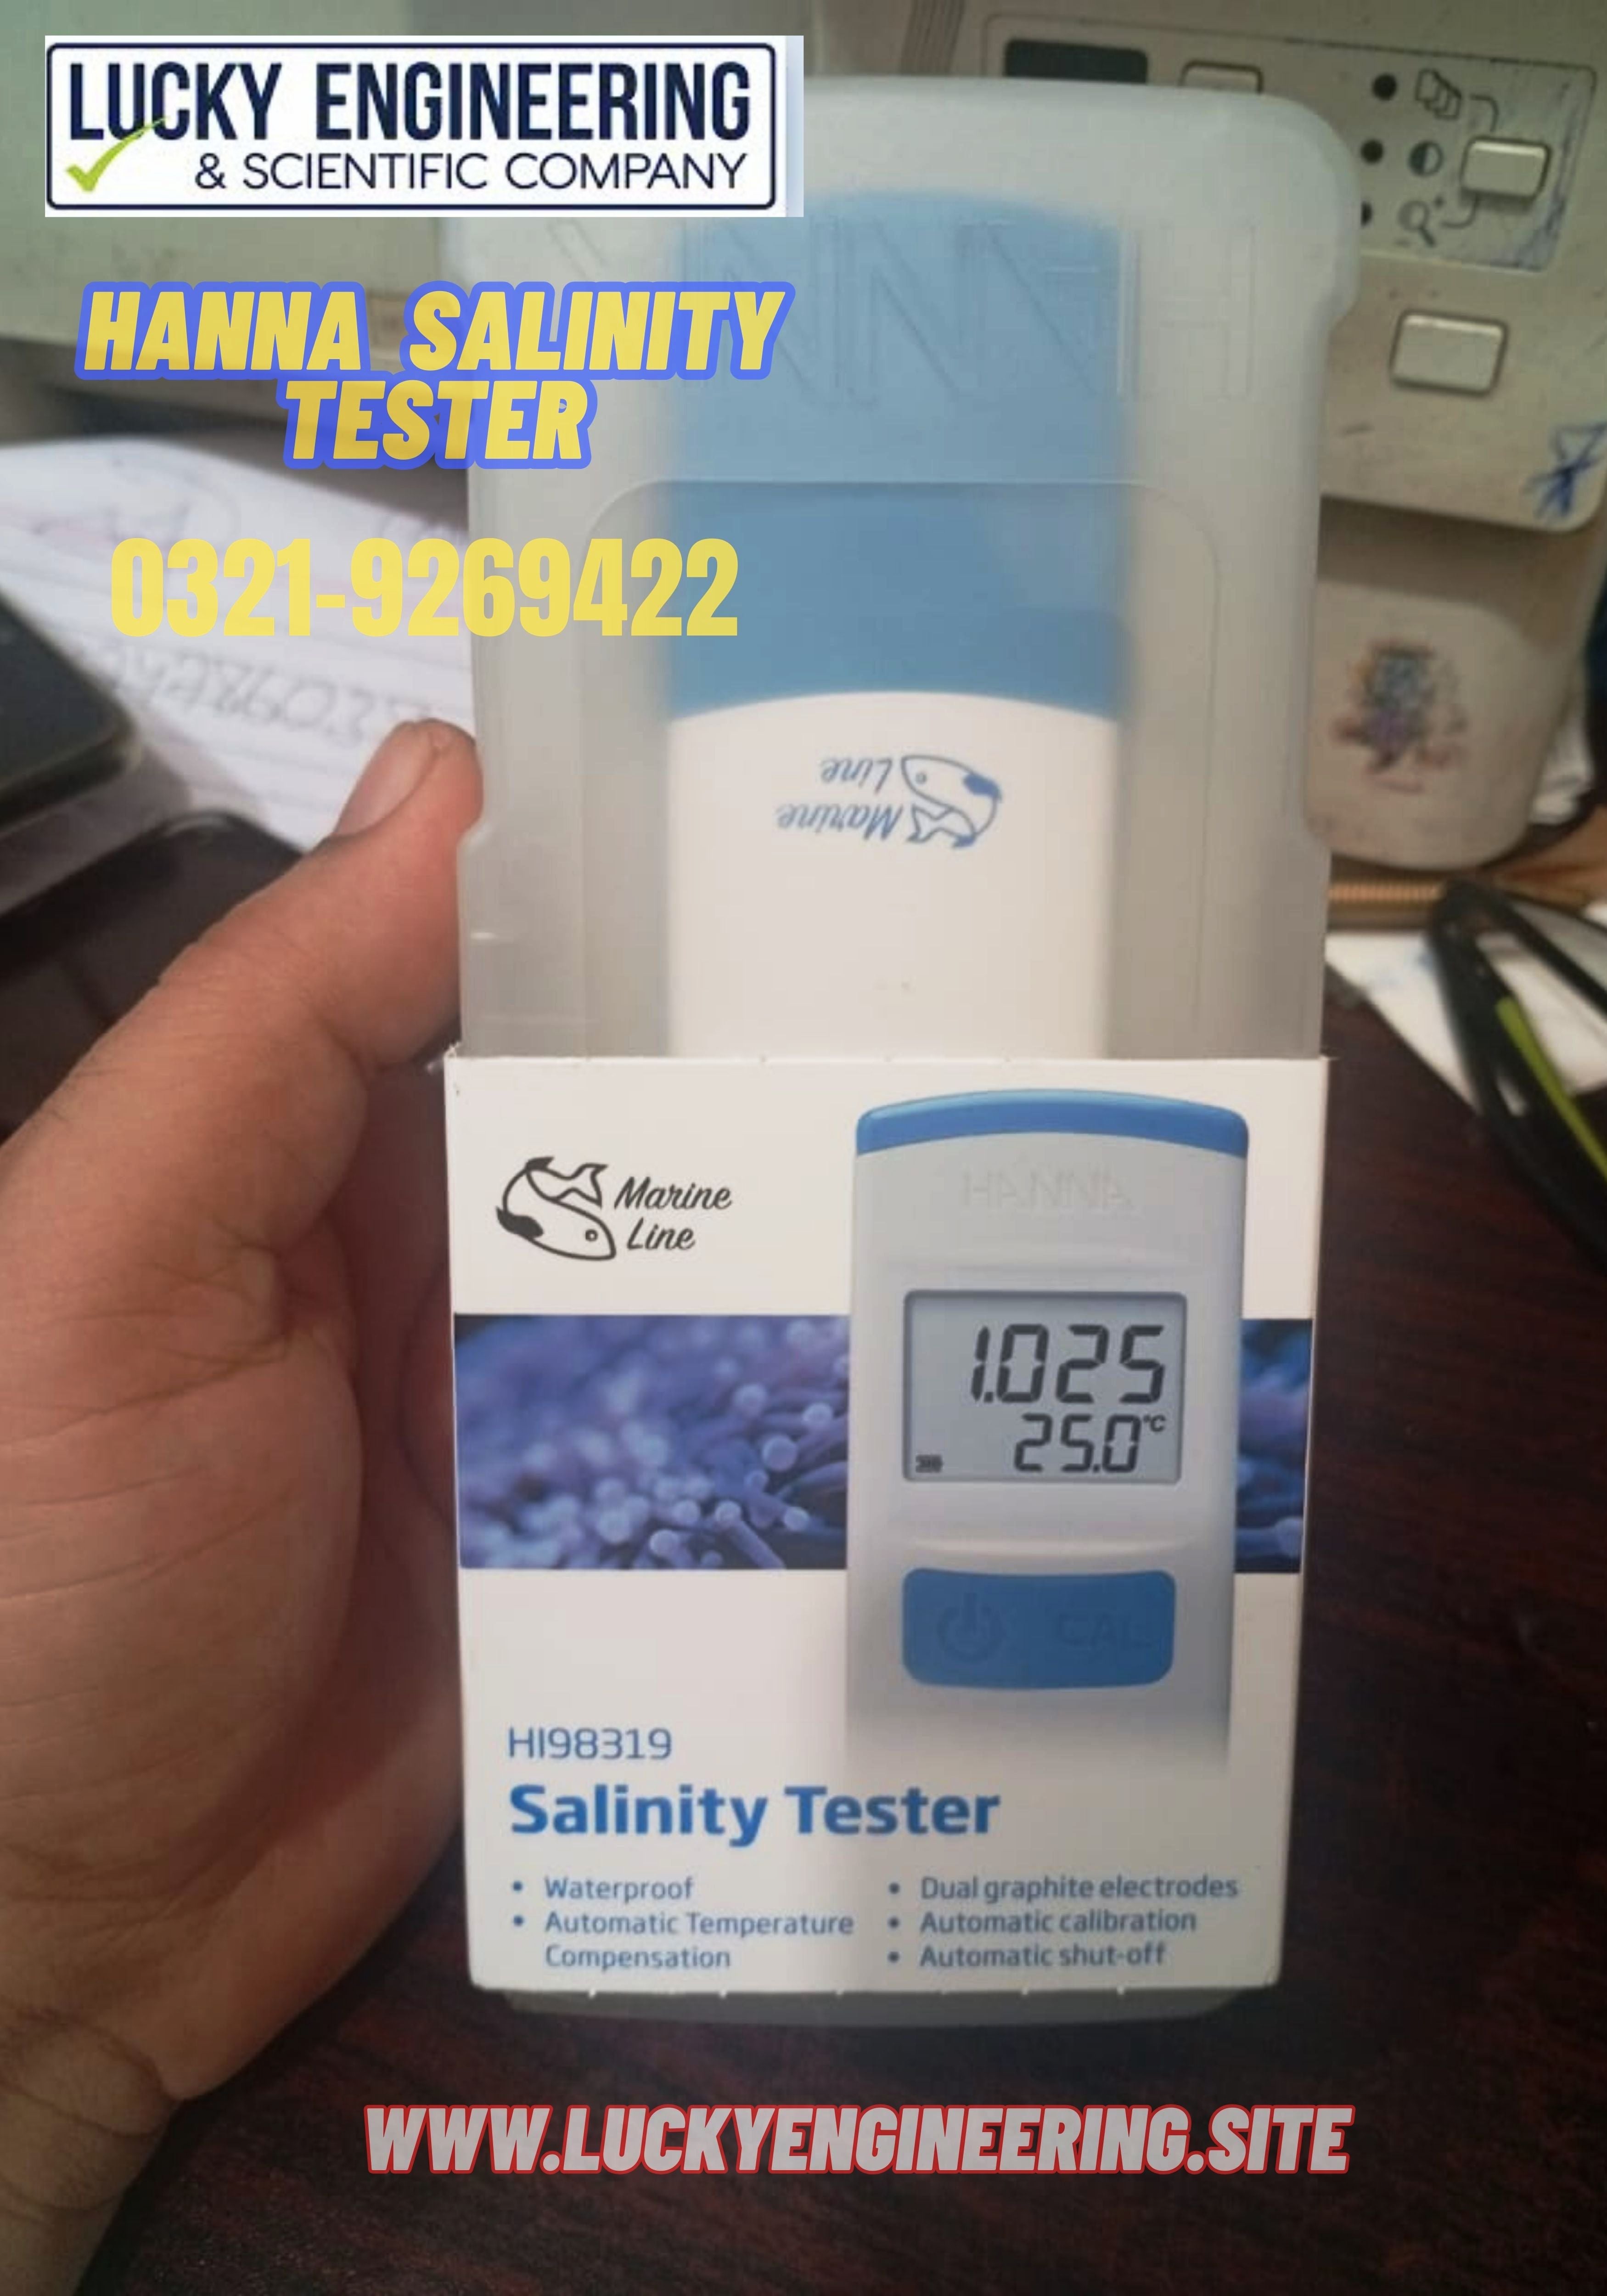 LUCKY ENGINEERING
& SCIENTIFIC COMPANY
HANNA SALINITY
TESTER
0321-9269422
HANNA
Marine
Line
Marine
Line
HANNA
1.025
25.0°C
CAL
HI98319
Salinity Tester
• Waterproof
• Automatic Temperature
Compensation
• Dual graphite electrodes
• Automatic calibration
• Automatic shut-off
WWW.LUCKYENGINEERING.SITE